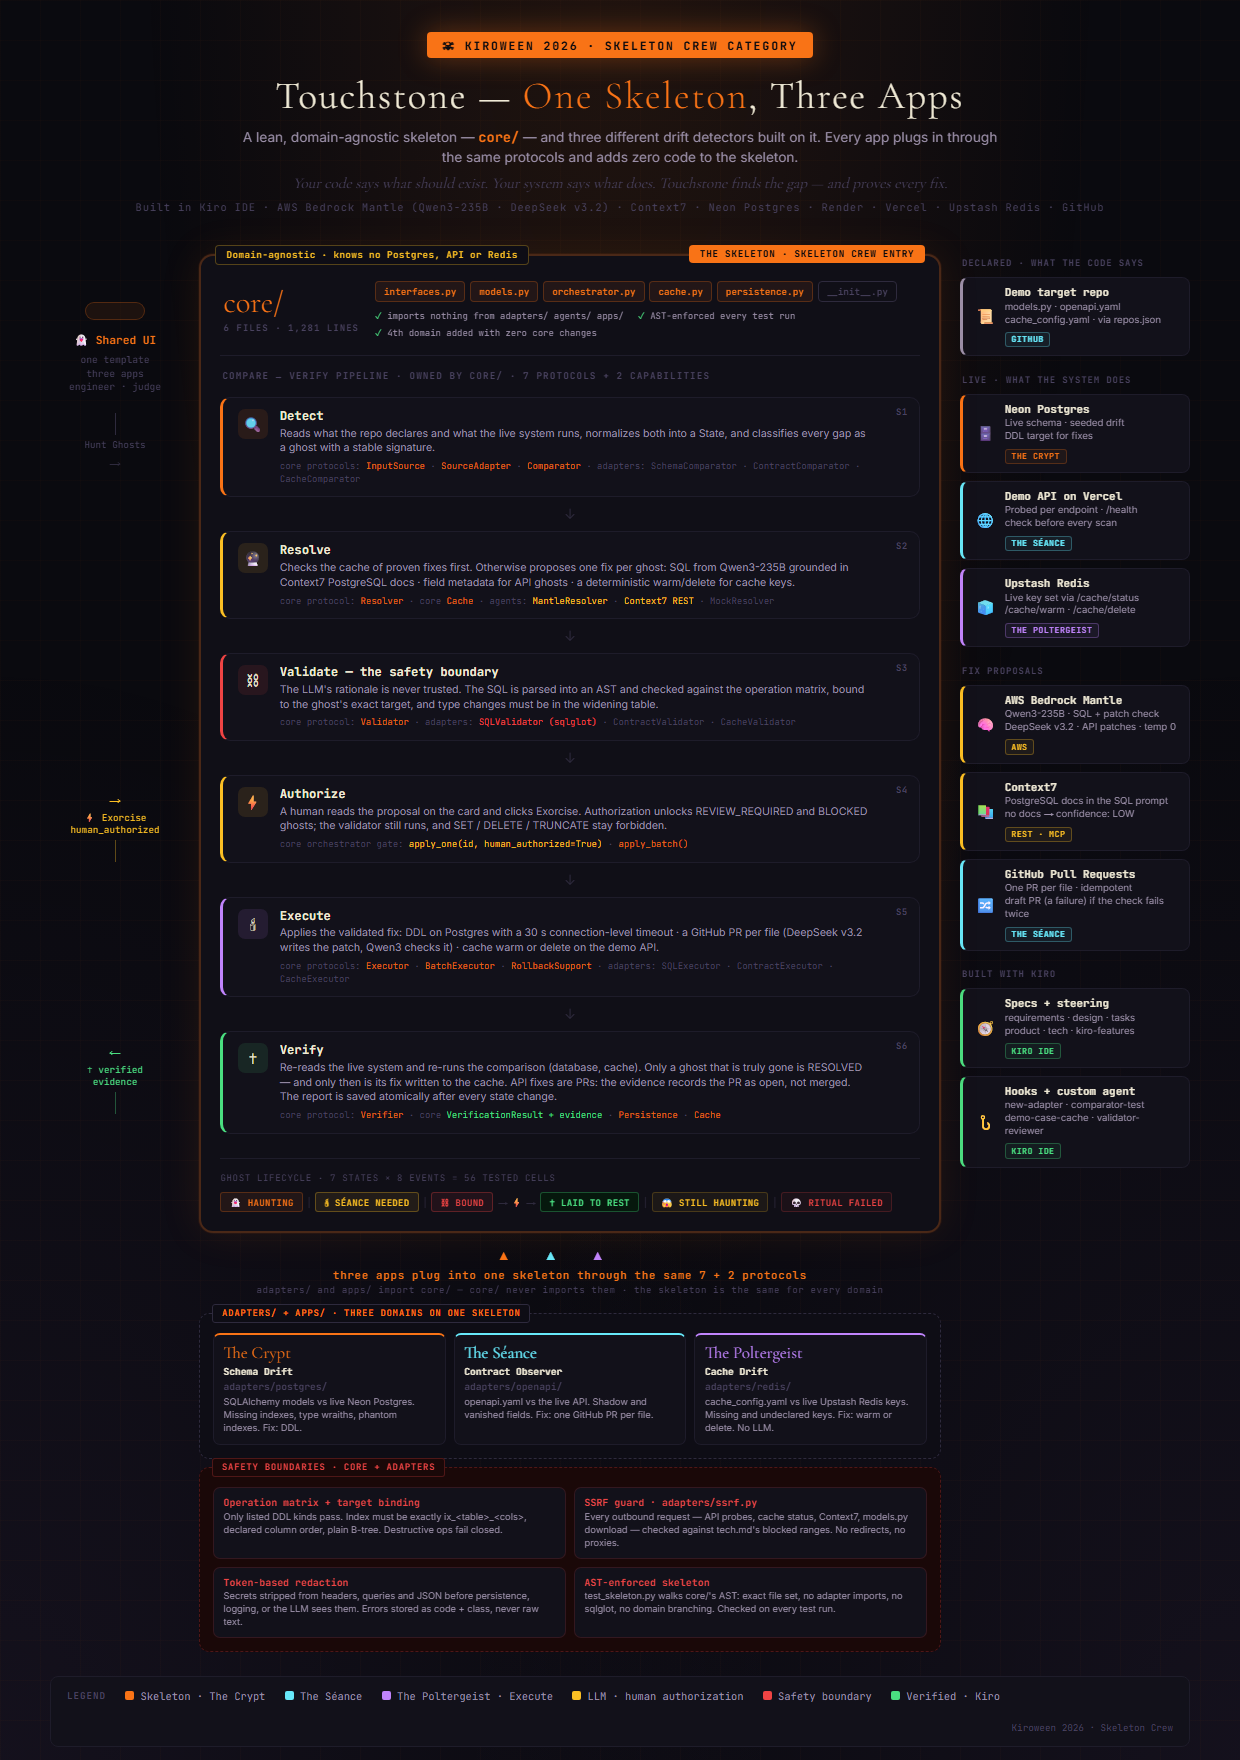 KIROWEEN 2026 · SKELETON CREW CATEGORY
Touchstone — One Skeleton, Three Apps
A lean, domain-agnostic skeleton — core/ — and three different drift detectors built on it. Every app plugs in through
the same protocols and adds zero code to the skeleton.
Your code says what should exist. Your system says what does. Touchstone finds the gap — and proves every fix.
Built in Kiro IDE · AWS Bedrock Mantle (Qwen3-235B · DeepSeek v3.2) · Context7 · Neon Postgres · Render · Vercel · Upstash Redis · GitHub
Shared UI
one template
three apps
engineer · judge
Hunt Ghosts
→
→
Exorcise
human_authorized
←
† verified
evidence
Domain-agnostic · knows no Postgres, API or Redis
THE SKELETON · SKELETON CREW ENTRY
core/
6 FILES · 1,281 LINES
interfaces.py models.py orchestrator.py cache.py persistence.py __init__.py
✓ imports nothing from adapters/ agents/ apps/ ✓ AST-enforced every test run
✓ 4th domain added with zero core changes
COMPARE — VERIFY PIPELINE · OWNED BY CORE/ · 7 PROTOCOLS + 2 CAPABILITIES
Detect
S1
Reads what the repo declares and what the live system runs, normalizes both into a State, and classifies every gap as
a ghost with a stable signature.
core protocols: InputSource · SourceAdapter · Comparator · adapters: SchemaComparator · ContractComparator ·
CacheComparator
↓
Resolve
S2
Checks the cache of proven fixes first. Otherwise proposes one fix per ghost: SQL from Qwen3-235B grounded in
Context7 PostgreSQL docs · field metadata for API ghosts · a deterministic warm/delete for cache keys.
core protocol: Resolver · core Cache · agents: MantleResolver · Context7 REST · MockResolver
↓
Validate — the safety boundary
S3
The LLM's rationale is never trusted. The SQL is parsed into an AST and checked against the operation matrix, bound
to the ghost's exact target, and type changes must be in the widening table.
core protocol: Validator · adapters: SQLValidator (sqlglot) · ContractValidator · CacheValidator
↓
Authorize
S4
A human reads the proposal on the card and clicks Exorcise. Authorization unlocks REVIEW_REQUIRED and BLOCKED
ghosts; the validator still runs, and SET / DELETE / TRUNCATE stay forbidden.
core orchestrator gate: apply_one(id, human_authorized=True) · apply_batch()
↓
Execute
S5
Applies the validated fix: DDL on Postgres with a 30 s connection-level timeout · a GitHub PR per file (DeepSeek v3.2
writes the patch, Qwen3 checks it) · cache warm or delete on the demo API.
core protocols: Executor · BatchExecutor · RollbackSupport · adapters: SQLExecutor · ContractExecutor ·
CacheExecutor
↓
Verify
S6
†
Re-reads the live system and re-runs the comparison (database, cache). Only a ghost that is truly gone is RESOLVED
— and only then is its fix written to the cache. API fixes are PRs: the evidence records the PR as open, not merged.
The report is saved atomically after every state change.
core protocol: Verifier · core VerificationResult + evidence · Persistence · Cache
GHOST LIFECYCLE · 7 STATES × 8 EVENTS = 56 TESTED CELLS
HAUNTING | SÉANCE NEEDED | BOUND → → † LAID TO REST | STILL HAUNTING | RITUAL FAILED
▲ ▲ ▲
three apps plug into one skeleton through the same 7 + 2 protocols
adapters/ and apps/ import core/ — core/ never imports them · the skeleton is the same for every domain
ADAPTERS/ + APPS/ · THREE DOMAINS ON ONE SKELETON
The Crypt
Schema Drift
adapters/postgres/
SQLAlchemy models vs live Neon Postgres.
Missing indexes, type wraiths, phantom
indexes. Fix: DDL.
The Séance
Contract Observer
adapters/openapi/
openapi.yaml vs the live API. Shadow and
vanished fields. Fix: one GitHub PR per file.
The Poltergeist
Cache Drift
adapters/redis/
cache_config.yaml vs live Upstash Redis keys.
Missing and undeclared keys. Fix: warm or
delete. No LLM.
SAFETY BOUNDARIES · CORE + ADAPTERS
Operation matrix + target binding
Only listed DDL kinds pass. Index must be exactly ix_<table>_<cols>,
declared column order, plain B-tree. Destructive ops fail closed.
SSRF guard · adapters/ssrf.py
Every outbound request — API probes, cache status, Context7, models.py
download — checked against tech.md's blocked ranges. No redirects, no
proxies.
Token-based redaction
Secrets stripped from headers, queries and JSON before persistence,
logging, or the LLM sees them. Errors stored as code + class, never raw
text.
AST-enforced skeleton
test_skeleton.py walks core/'s AST: exact file set, no adapter imports, no
sqlglot, no domain branching. Checked on every test run.
DECLARED · WHAT THE CODE SAYS
Demo target repo
models.py · openapi.yaml
cache_config.yaml · via repos.json
GITHUB
LIVE · WHAT THE SYSTEM DOES
Neon Postgres
Live schema · seeded drift
DDL target for fixes
THE CRYPT
Demo API on Vercel
Probed per endpoint · /health
check before every scan
THE SÉANCE
Upstash Redis
Live key set via /cache/status
/cache/warm · /cache/delete
THE POLTERGEIST
FIX PROPOSALS
AWS Bedrock Mantle
Qwen3-235B · SQL + patch check
DeepSeek v3.2 · API patches · temp 0
AWS
Context7
PostgreSQL docs in the SQL prompt
no docs → confidence: LOW
REST · MCP
GitHub Pull Requests
One PR per file · idempotent
draft PR (a failure) if the check fails
twice
THE SÉANCE
BUILT WITH KIRO
Specs + steering
requirements · design · tasks
product · tech · kiro-features
KIRO IDE
Hooks + custom agent
new-adapter · comparator-test
demo-case-cache · validator-
reviewer
KIRO IDE
LEGEND Skeleton · The Crypt The Séance The Poltergeist · Execute LLM · human authorization Safety boundary Verified · Kiro
Kiroween 2026 · Skeleton Crew